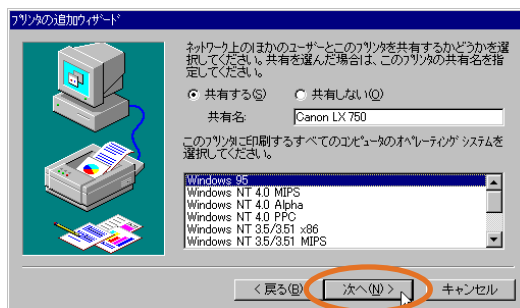 プリンタの追加ウィザード
ネットワーク上のほかのユーザーとこのプリンタを共有するかどうかを選
択してください。共有を選んだ場合は、このプリンタの共有名を指
定してください。
共有する(S) 共有しない(O)
共有名: Canon LX 750
このプリンタに印刷するすべてのコンピュータのオペレーティング システムを
選択してください。
Windows 95
Windows NT 4.0 MIPS
Windows NT 4.0 Alpha
Windows NT 4.0 PPC
Windows NT 3.5/3.51 x86
Windows NT 3.5/3.51 MIPS
< 戻る(B) 次へ(N) > キャンセル